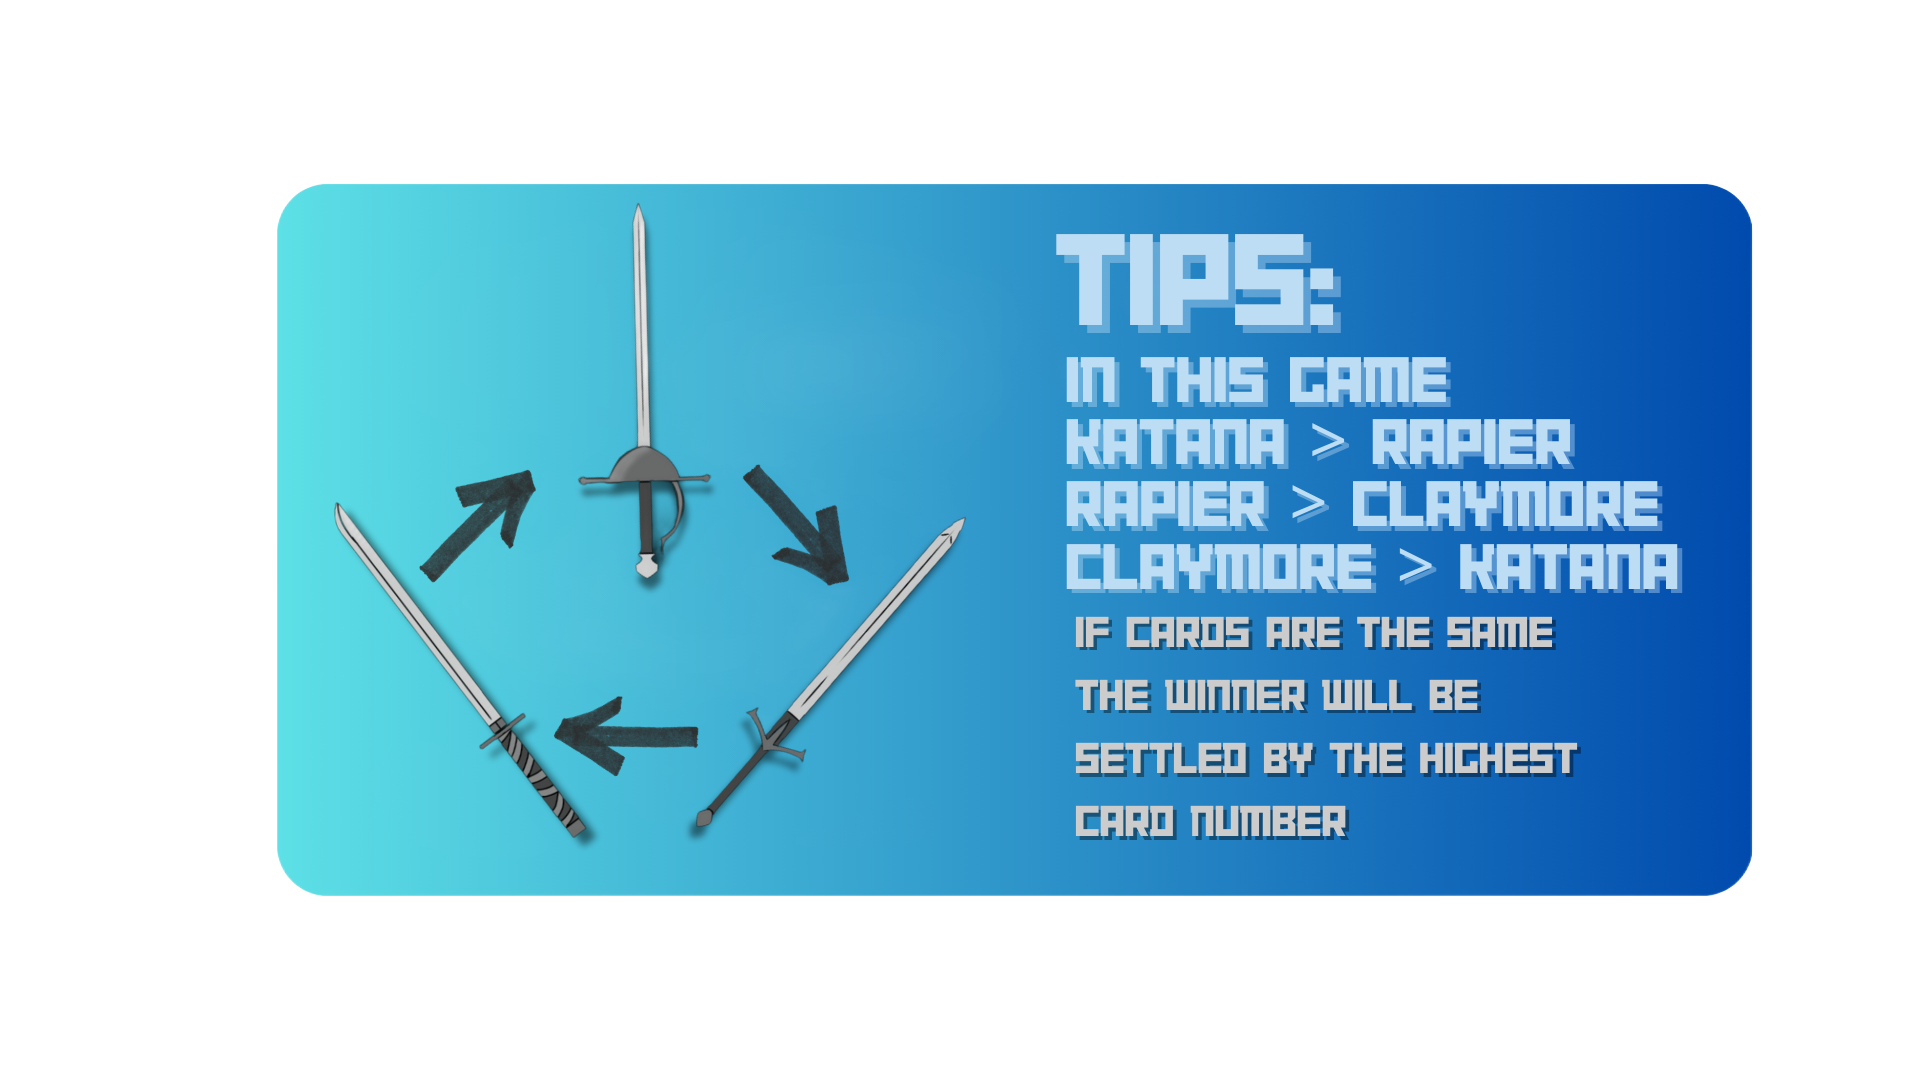 TIPS:
IN THIS GAME
KATANA > RAPIER
RAPIER > CLAYMORE
CLAYMORE > KATANA
IF CARDS ARE THE SAME
THE WINNER WILL BE
SETTLED BY THE HIGHEST
CARD NUMBER